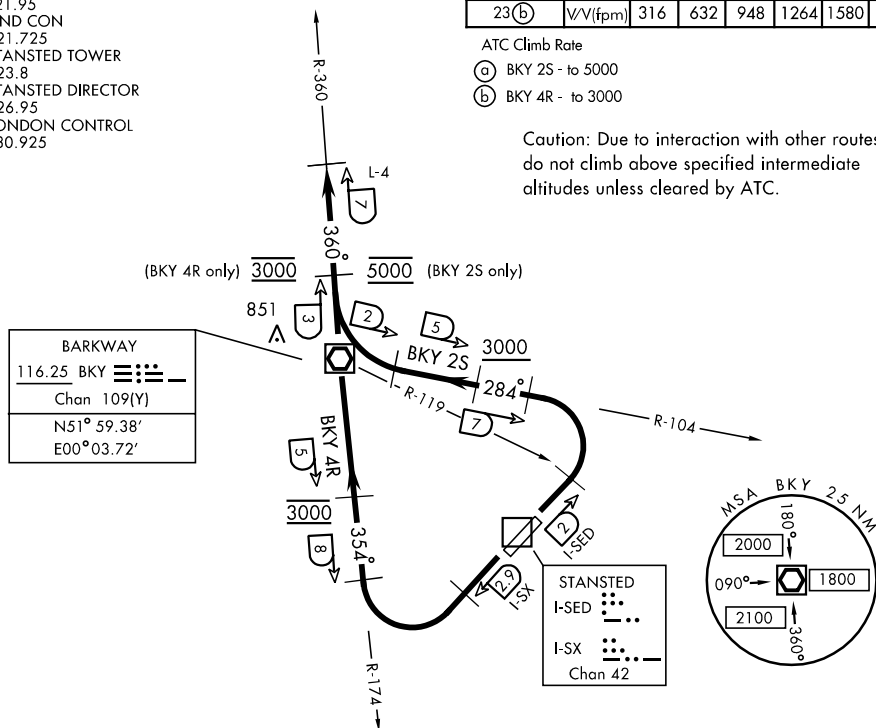 21.95
ND CON
21.725
TANSTED TOWER
23.8
TANSTED DIRECTOR
26.95
ONDON CONTROL
30.925
23 b V/V(fpm) 316 632 948 1264 1580
ATC Climb Rate
a BKY 2S - to 5000
b BKY 4R - to 3000
Caution: Due to interaction with other routes
do not climb above specified intermediate
altitudes unless cleared by ATC.
R-360
L-4
7
360°
(BKY 4R only) 3000
5000 (BKY 2S only)
851
3
2
5
3000
BKY 2S
284°
7
R-119
R-104
BARKWAY
116.25 BKY
Chan 109(Y)
N51° 59.38'
E00° 03.72'
BKY 4R
5
3000
8
354°
R-174
2
I-SED
2.9
I-SX
STANSTED
I-SED
I-SX
Chan 42
MSA BKY 25 NM
180°
2000
090°
1800
2100
360°